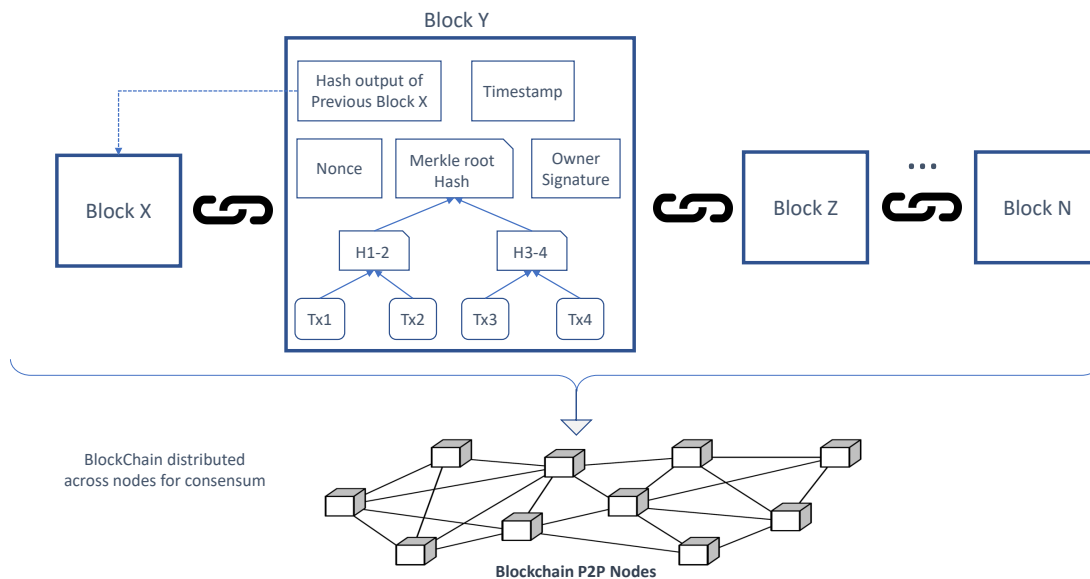 Block Y
Hash output of
Previous Block X
Timestamp
Nonce
Merkle root
Hash
Owner
Signature
Block X
Block Z
...
Block N
H1-2
H3-4
Tx1
Tx2
Tx3
Tx4
BlockChain distributed
across nodes for consensum
Blockchain P2P Nodes